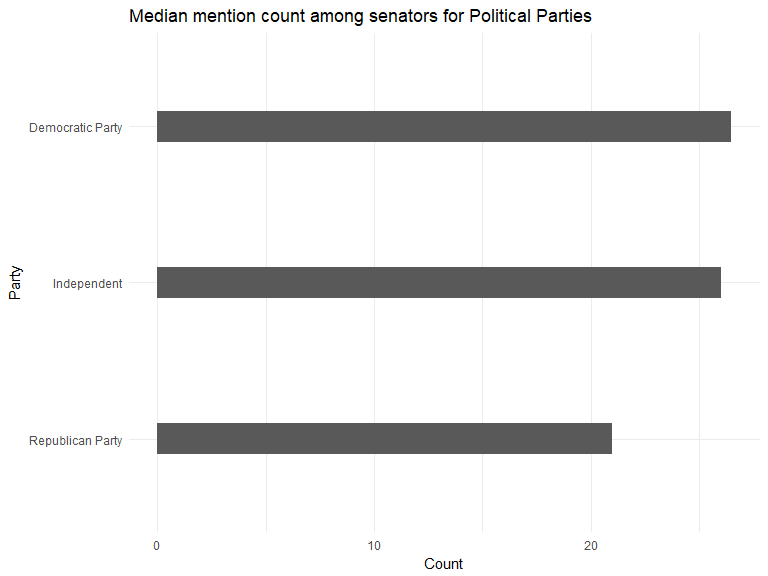 Median mention count among senators for Political Parties
Party
Democratic Party
Independent
Republican Party
0 10 20
Count